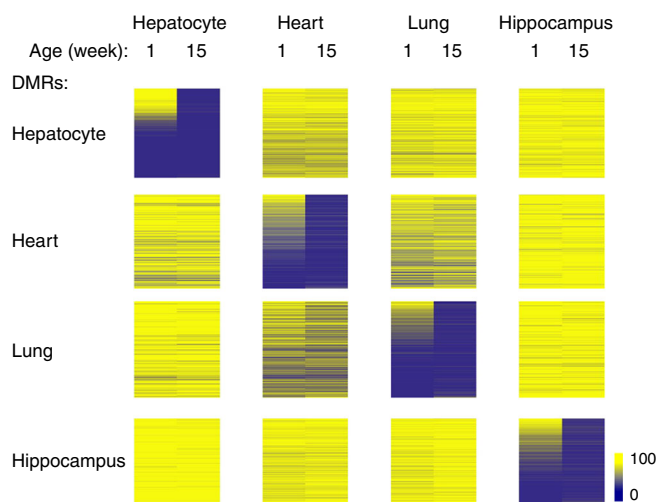 Hepatocyte Heart Lung Hippocampus
Age (week): 1 15 1 15 1 15 1 15
DMRs:
Hepatocyte
Heart
Lung
Hippocampus
100
0